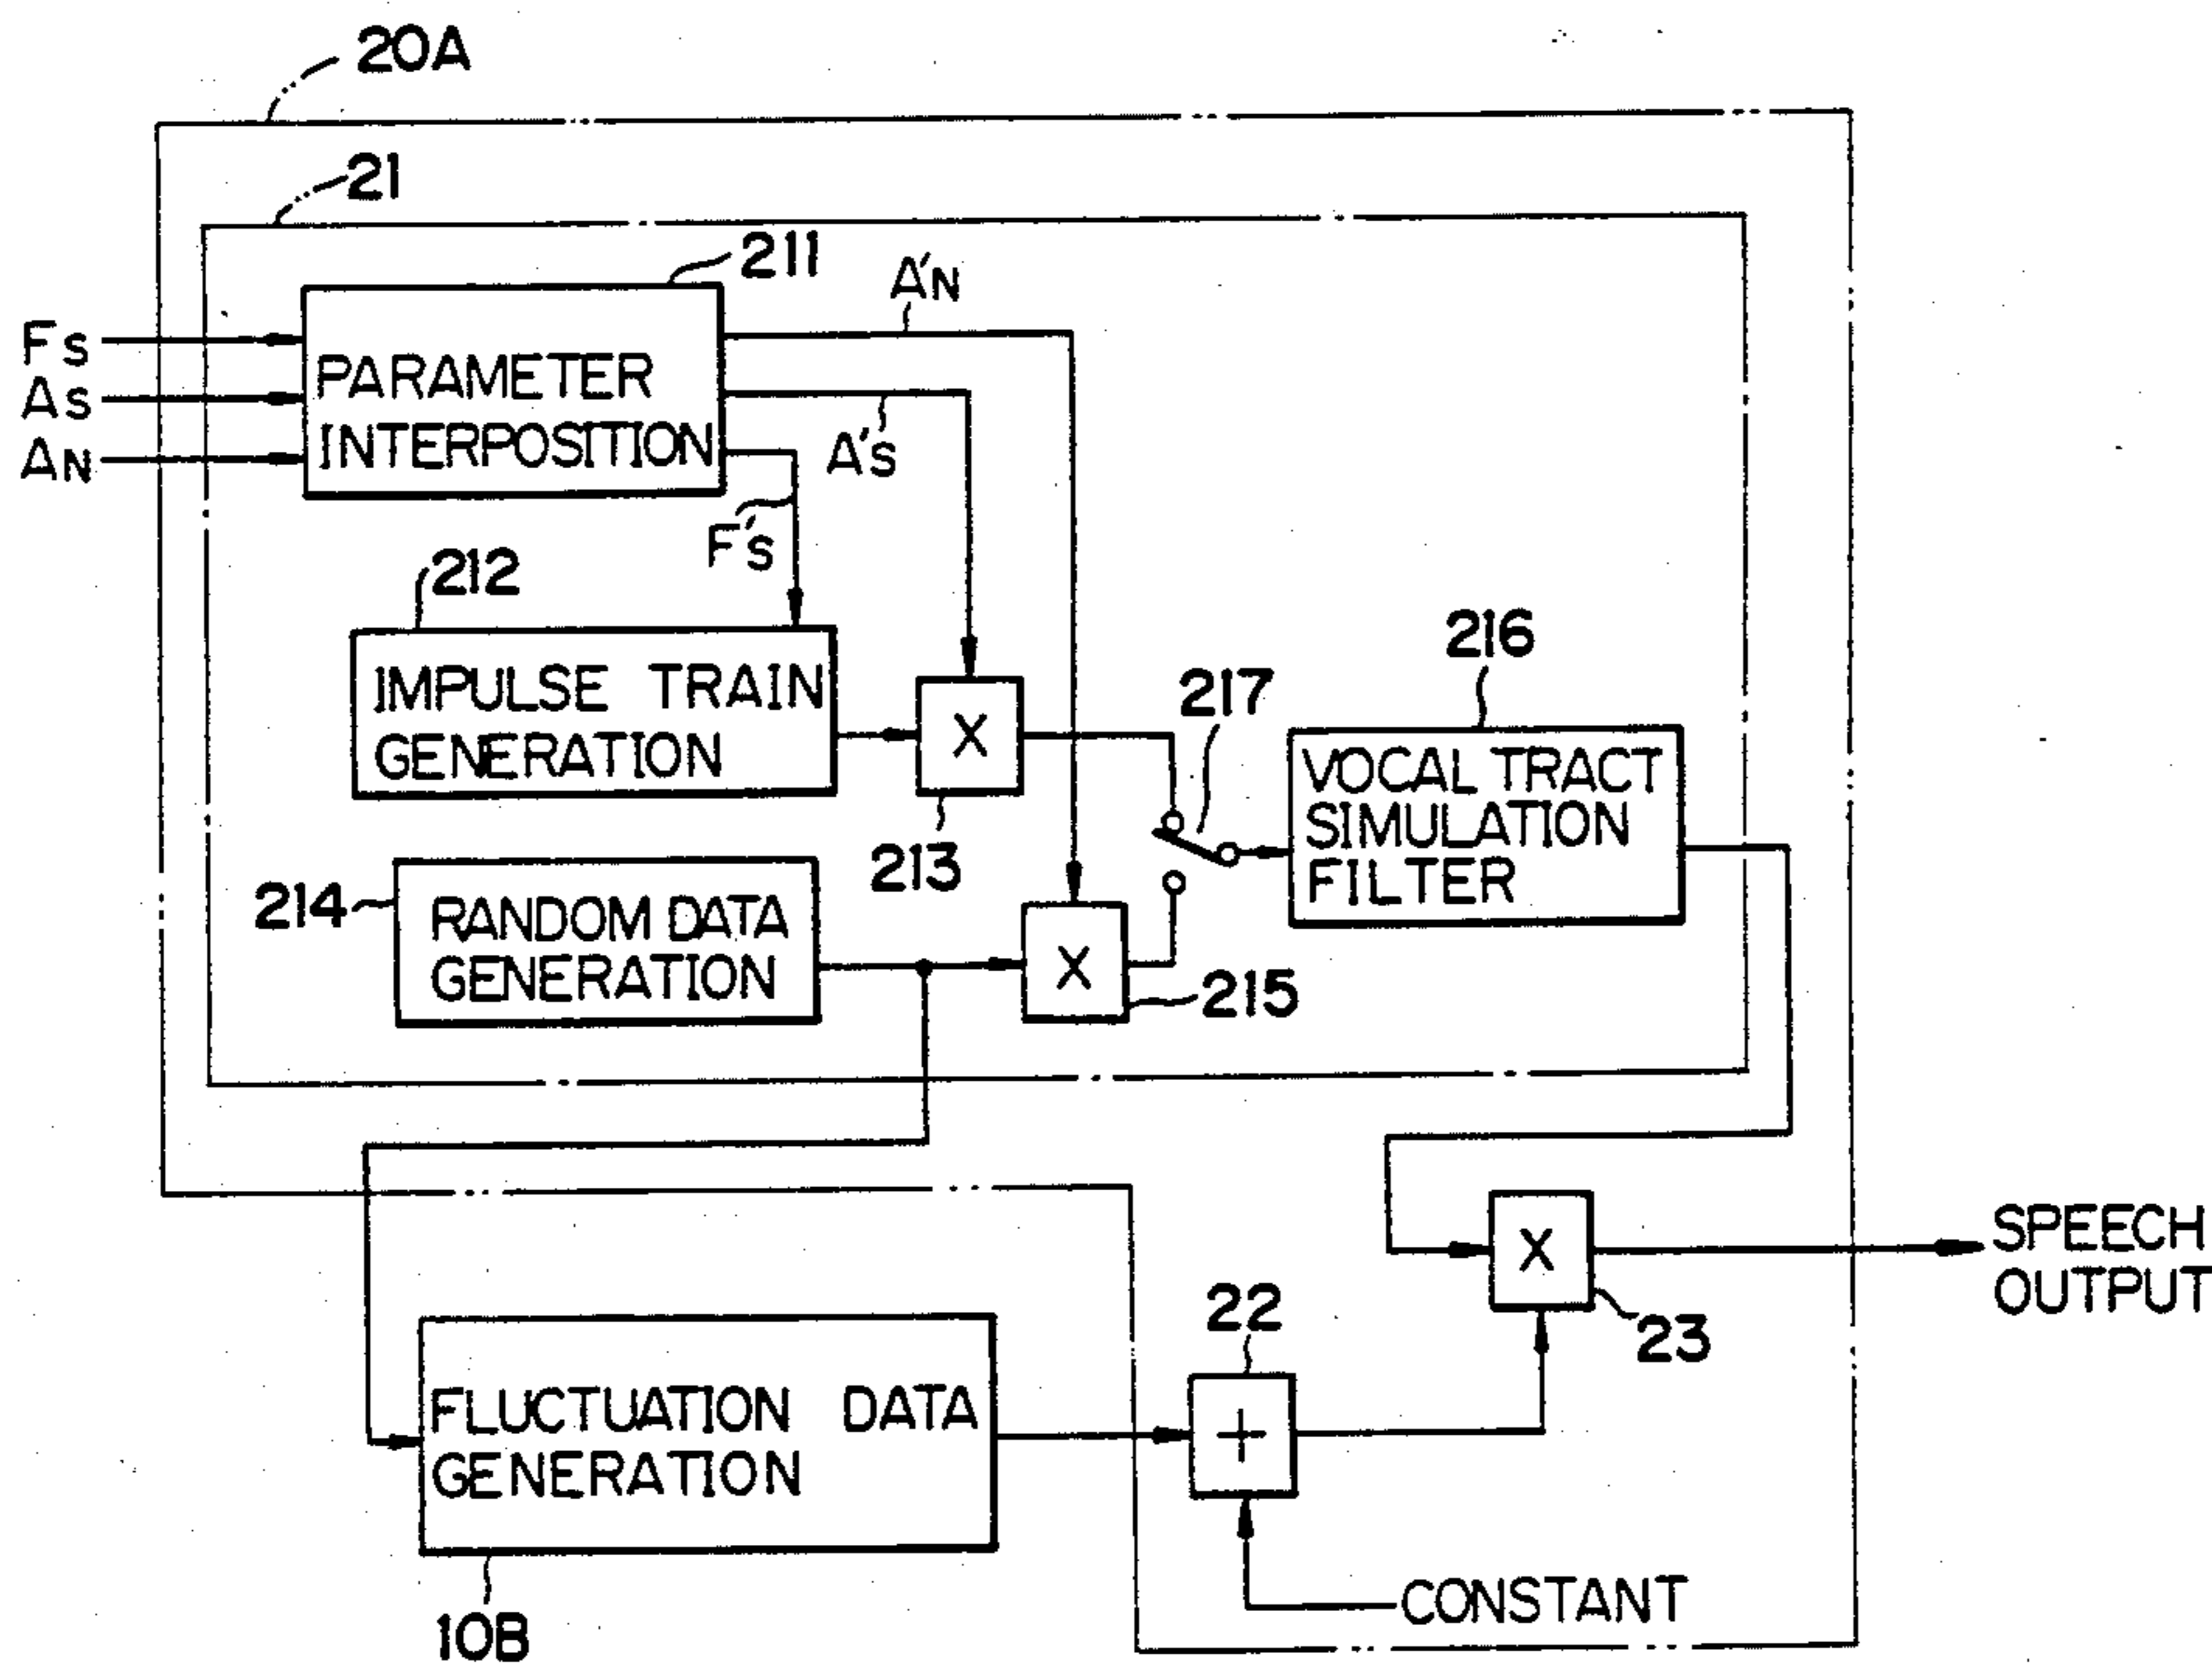 20A
21
211
A'N
Fs
As
AN
PARAMETER
INTERPOSITION
A's
F's
212
IMPULSE TRAIN
GENERATION
X
213
217
216
VOCAL TRACT
SIMULATION
FILTER
214
RANDOM DATA
GENERATION
X
215
X
23
SPEECH
OUTPUT
22
+
FLUCTUATION DATA
GENERATION
10B
CONSTANT